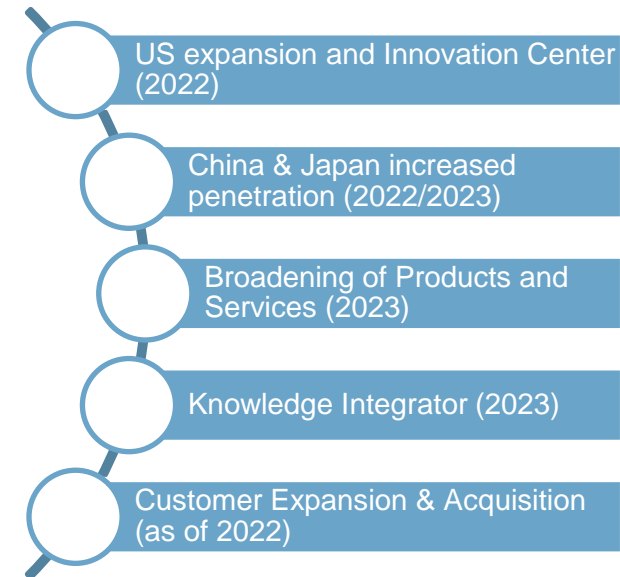 US expansion and Innovation Center
(2022)
China & Japan increased
penetration (2022/2023)
Broadening of Products and
Services (2023)
Knowledge Integrator (2023)
Customer Expansion & Acquisition
(as of 2022)